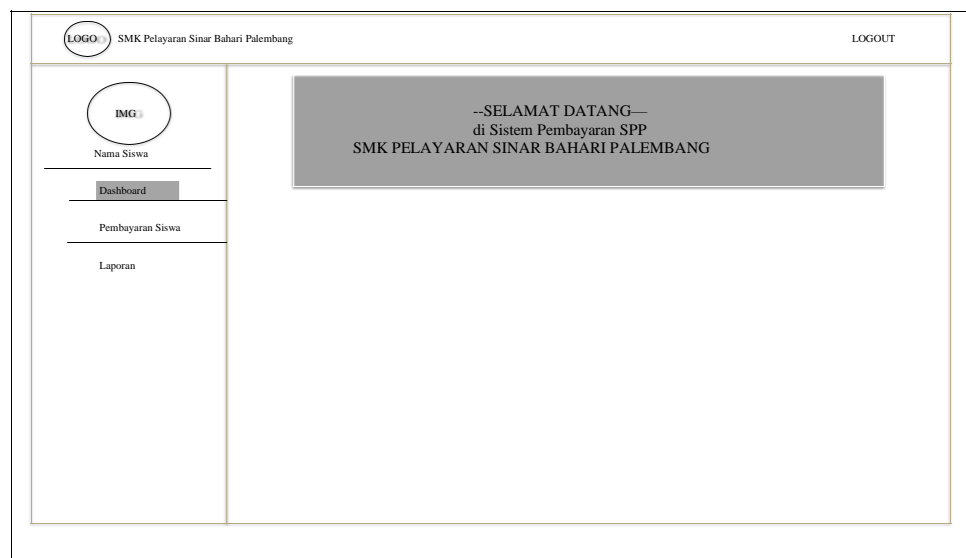 LOGO SMK Pelayaran Sinar Bahari Palembang LOGOUT
IMG
Nama Siswa
Dashboard
Pembayaran Siswa
Laporan
--SELAMAT DATANG—
di Sistem Pembayaran SPP
SMK PELAYARAN SINAR BAHARI PALEMBANG